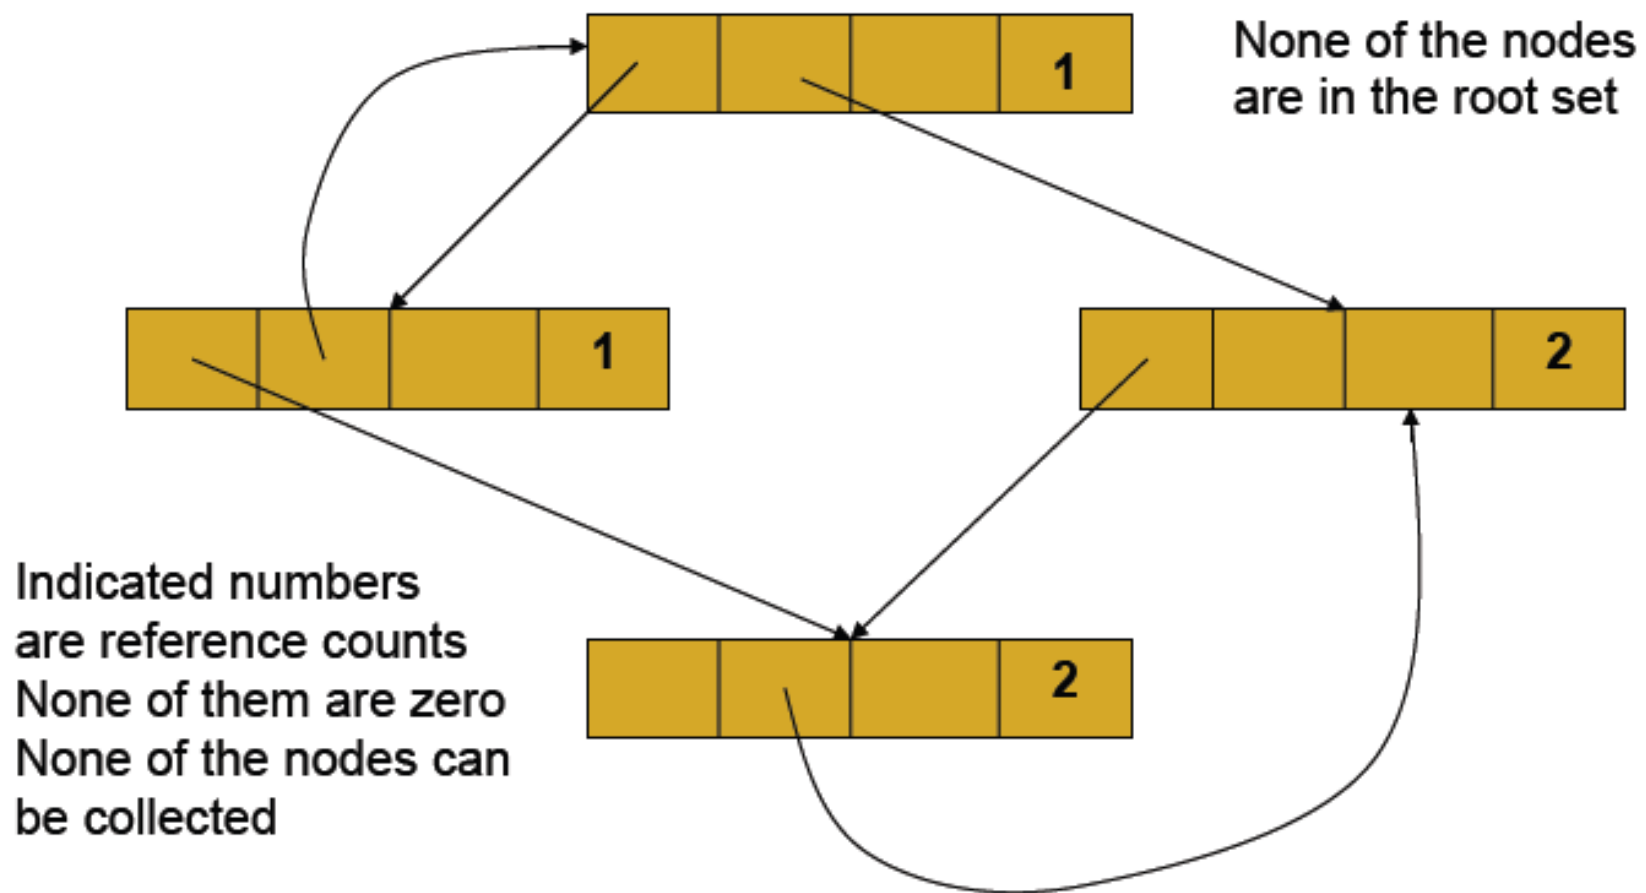 1
None of the nodes
are in the root set
1
2
Indicated numbers
are reference counts
None of them are zero
None of the nodes can
be collected
2